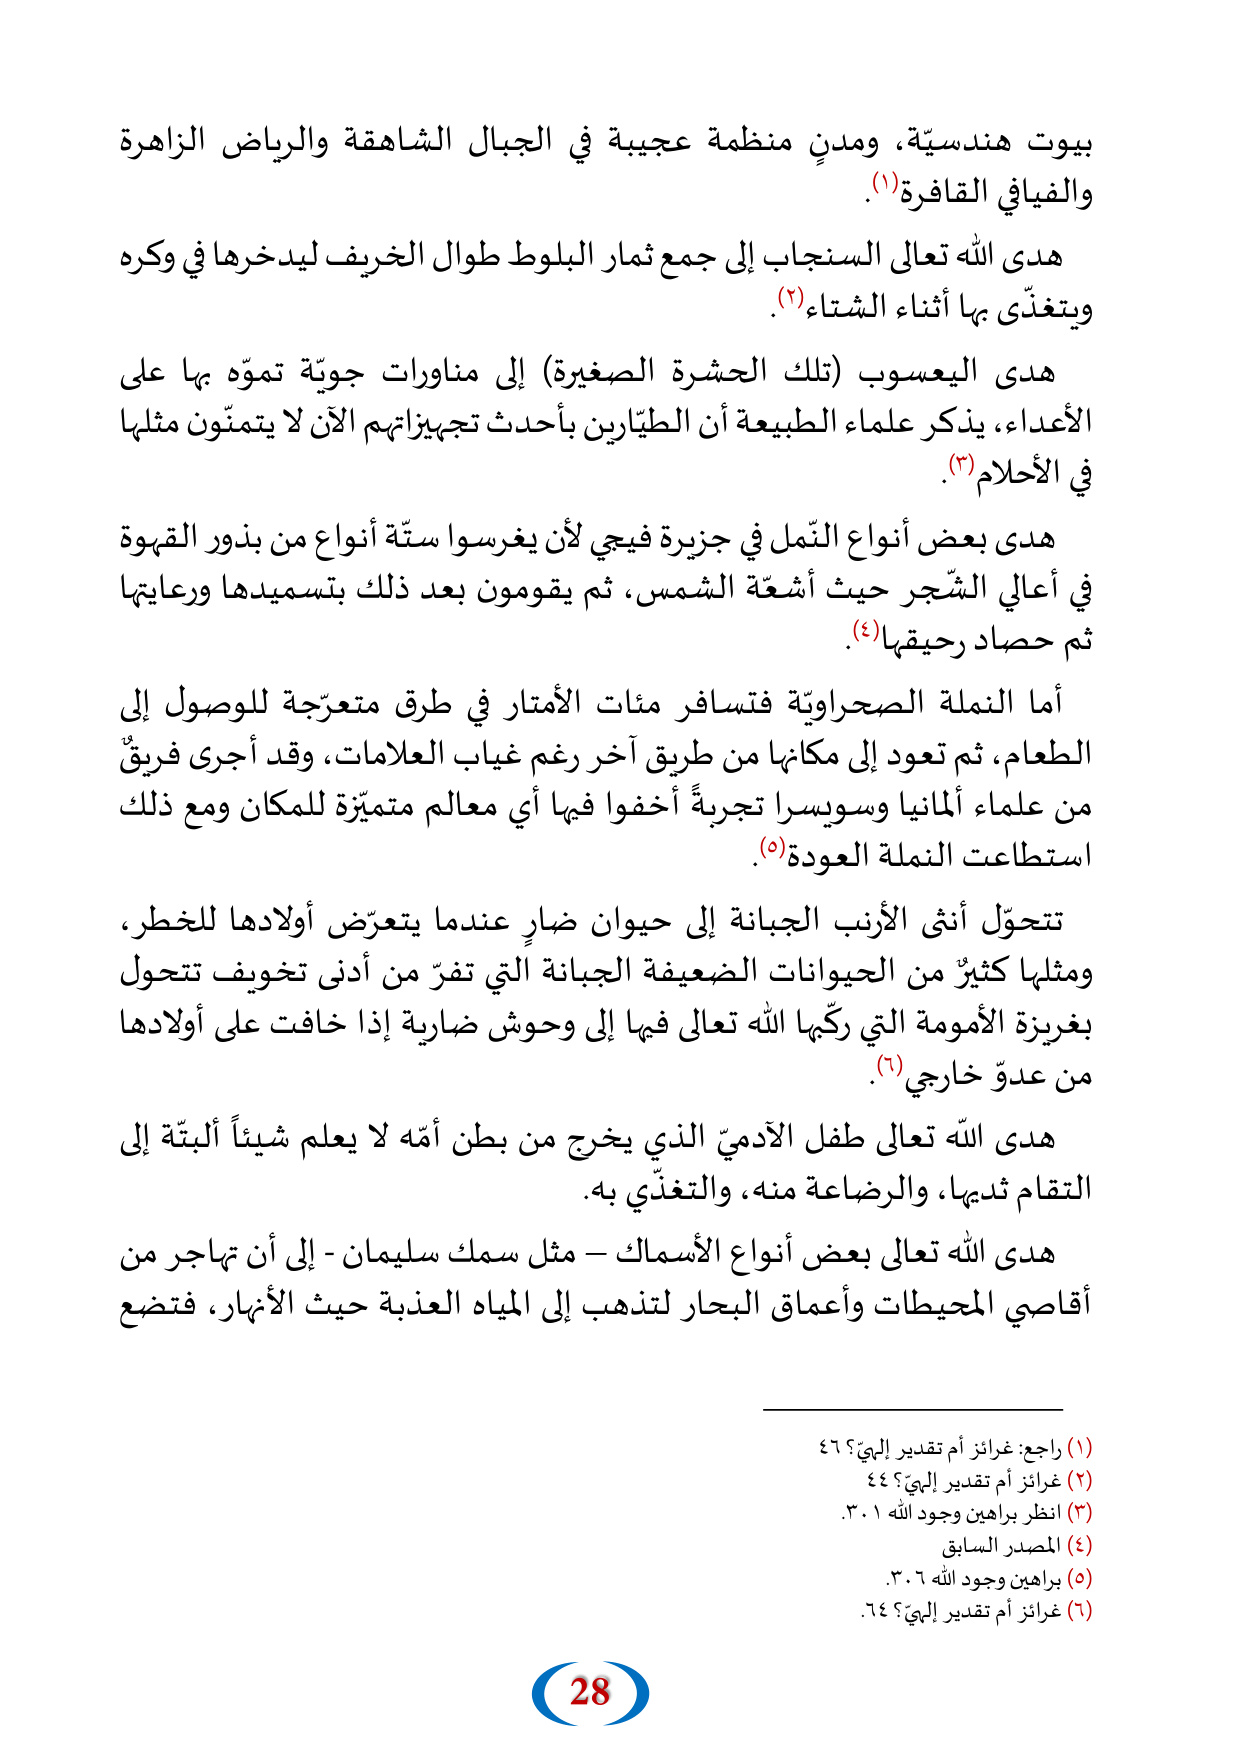 بيوت هندسيّة، ومدنٍ منظمة عجيبة في الجبال الشاهقة والرياض الزاهرة
والفيافي القافرة(١).
هدى الله تعالى السنجاب إلى جمع ثمار البلوط طوال الخريف ليدخرها في وكره
ويتغذّى بها أثناء الشتاء(٢).
هدى اليعسوب (تلك الحشرة الصغيرة) إلى مناورات جويّة تموّه بها على
الأعداء، يذكر علماء الطبيعة أن الطيّارين بأحدث تجهيزاتهم الآن لا يتمنّون مثلها
في الأحلام(٣).
هدى بعض أنواع النّمل في جزيرة فيجي لأن يغرسوا ستّة أنواع من بذور القهوة
في أعالي الشّجر حيث أشعّة الشمس، ثم يقومون بعد ذلك بتسميدها ورعايتها
ثم حصاد رحيقها(٤).
أما النملة الصحراويّة فتسافر مئات الأمتار في طرق متعرّجة للوصول إلى
الطعام، ثم تعود إلى مكانها من طريق آخر رغم غياب العلامات، وقد أجرى فريقٌ
من علماء ألمانيا وسويسرا تجربةً أخفوا فيها أي معالم متميّزة للمكان ومع ذلك
استطاعت النملة العودة(٥).
تتحوّل أنثى الأرنب الجبانة إلى حيوان ضارٍ عندما يتعرّض أولادها للخطر،
ومثلها كثيرٌ من الحيوانات الضعيفة الجبانة التي تفرّ من أدنى تخويف تتحول
بغريزة الأمومة التي ركّبها الله تعالى فيها إلى وحوش ضارية إذا خافت على أولادها
من عدوّ خارجي(٦).
هدى الله تعالى طفل الآدميّ الذي يخرج من بطن أمّه لا يعلم شيئاً ألبتّة إلى
التقام ثديها، والرضاعة منه، والتغذّي به.
هدى الله تعالى بعض أنواع الأسماك – مثل سمك سليمان - إلى أن تهاجر من
أقاصي المحيطات وأعماق البحار لتذهب إلى المياه العذبة حيث الأنهار، فتضع
(١) راجع: غرائز أم تقدير إلهيّ؟ ٤٦
(٢) غرائز أم تقدير إلهيّ؟ ٤٤
(٣) انظر براهين وجود الله ٣٠١.
(٤) المصدر السابق
(٥) براهين وجود الله ٣٠٦.
(٦) غرائز أم تقدير إلهيّ؟ ٦٤.
28